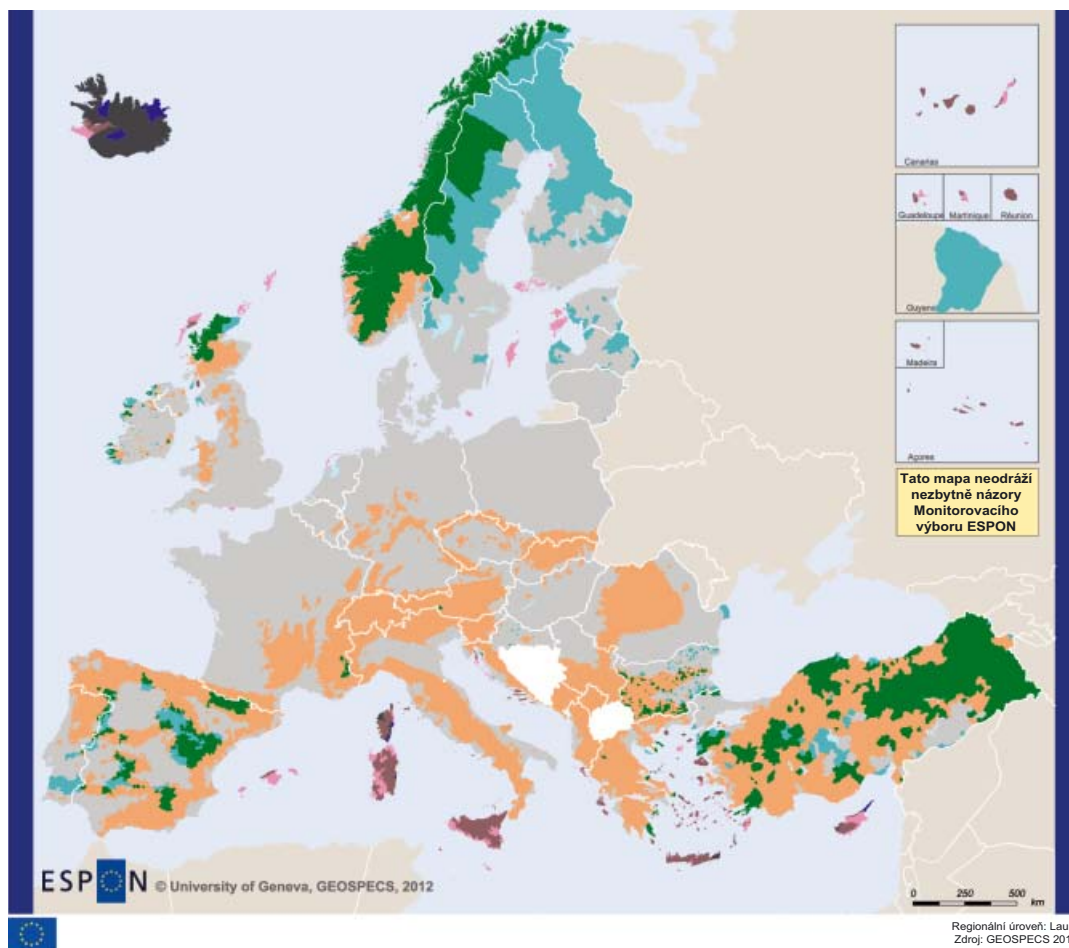 Canarias
Guadeloupe
Martinique
Réunion
Guyane
Madeira
Açores
Tato mapa neodráží
nezbytně názory
Monitorovacího
výboru ESPON
ESPON © University of Geneva, GEOSPECS, 2012
0 250 500
km
Regionální úroveň: Lau
Zdroj: GEOSPECS 201